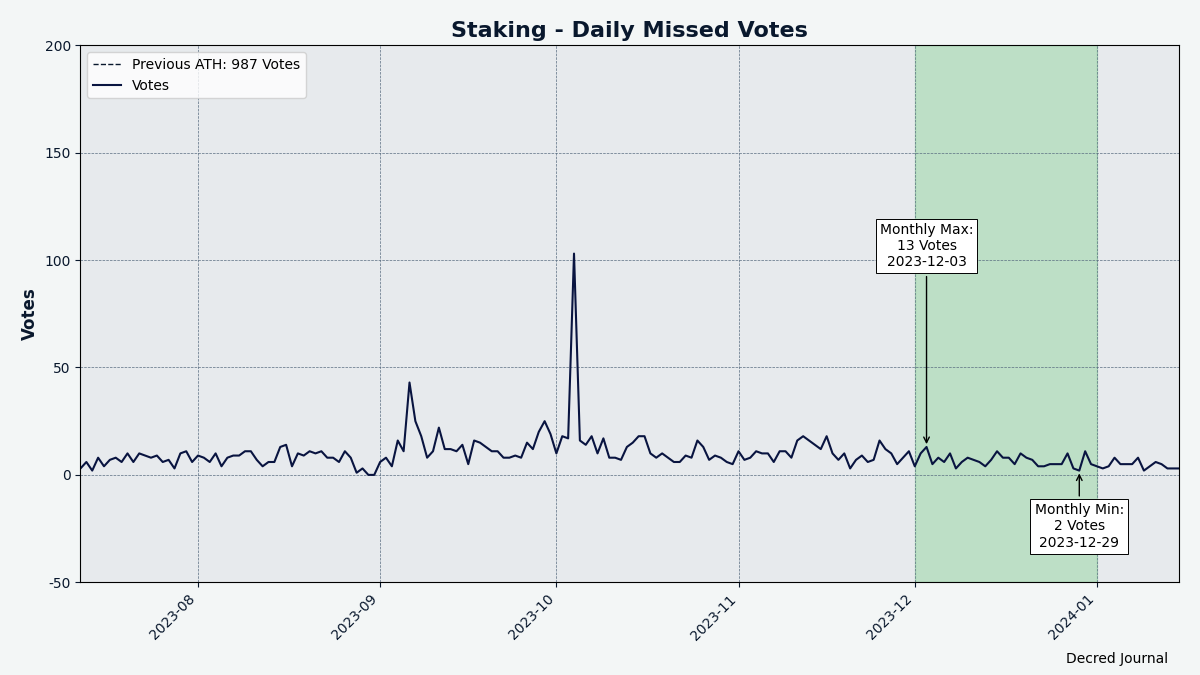 Staking - Daily Missed Votes
Previous ATH: 987 Votes
Votes
Votes
200
150
100
50
0
-50
Monthly Max:
13 Votes
2023-12-03
Monthly Min:
2 Votes
2023-12-29
2023-08
2023-09
2023-10
2023-11
2023-12
2024-01
Decred Journal